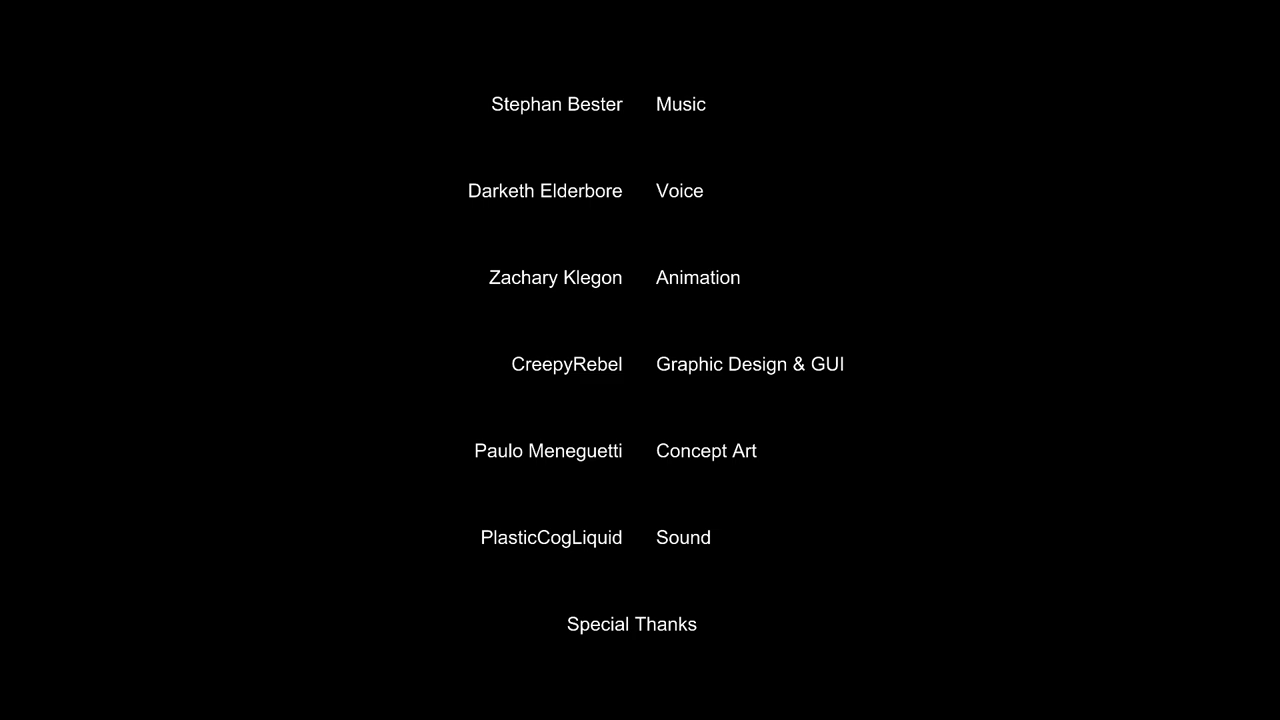 Stephan Bester Music
Darketh Elderbore Voice
Zachary Klegon Animation
CreepyRebel Graphic Design & GUI
Paulo Meneguetti Concept Art
PlasticCogLiquid Sound
Special Thanks